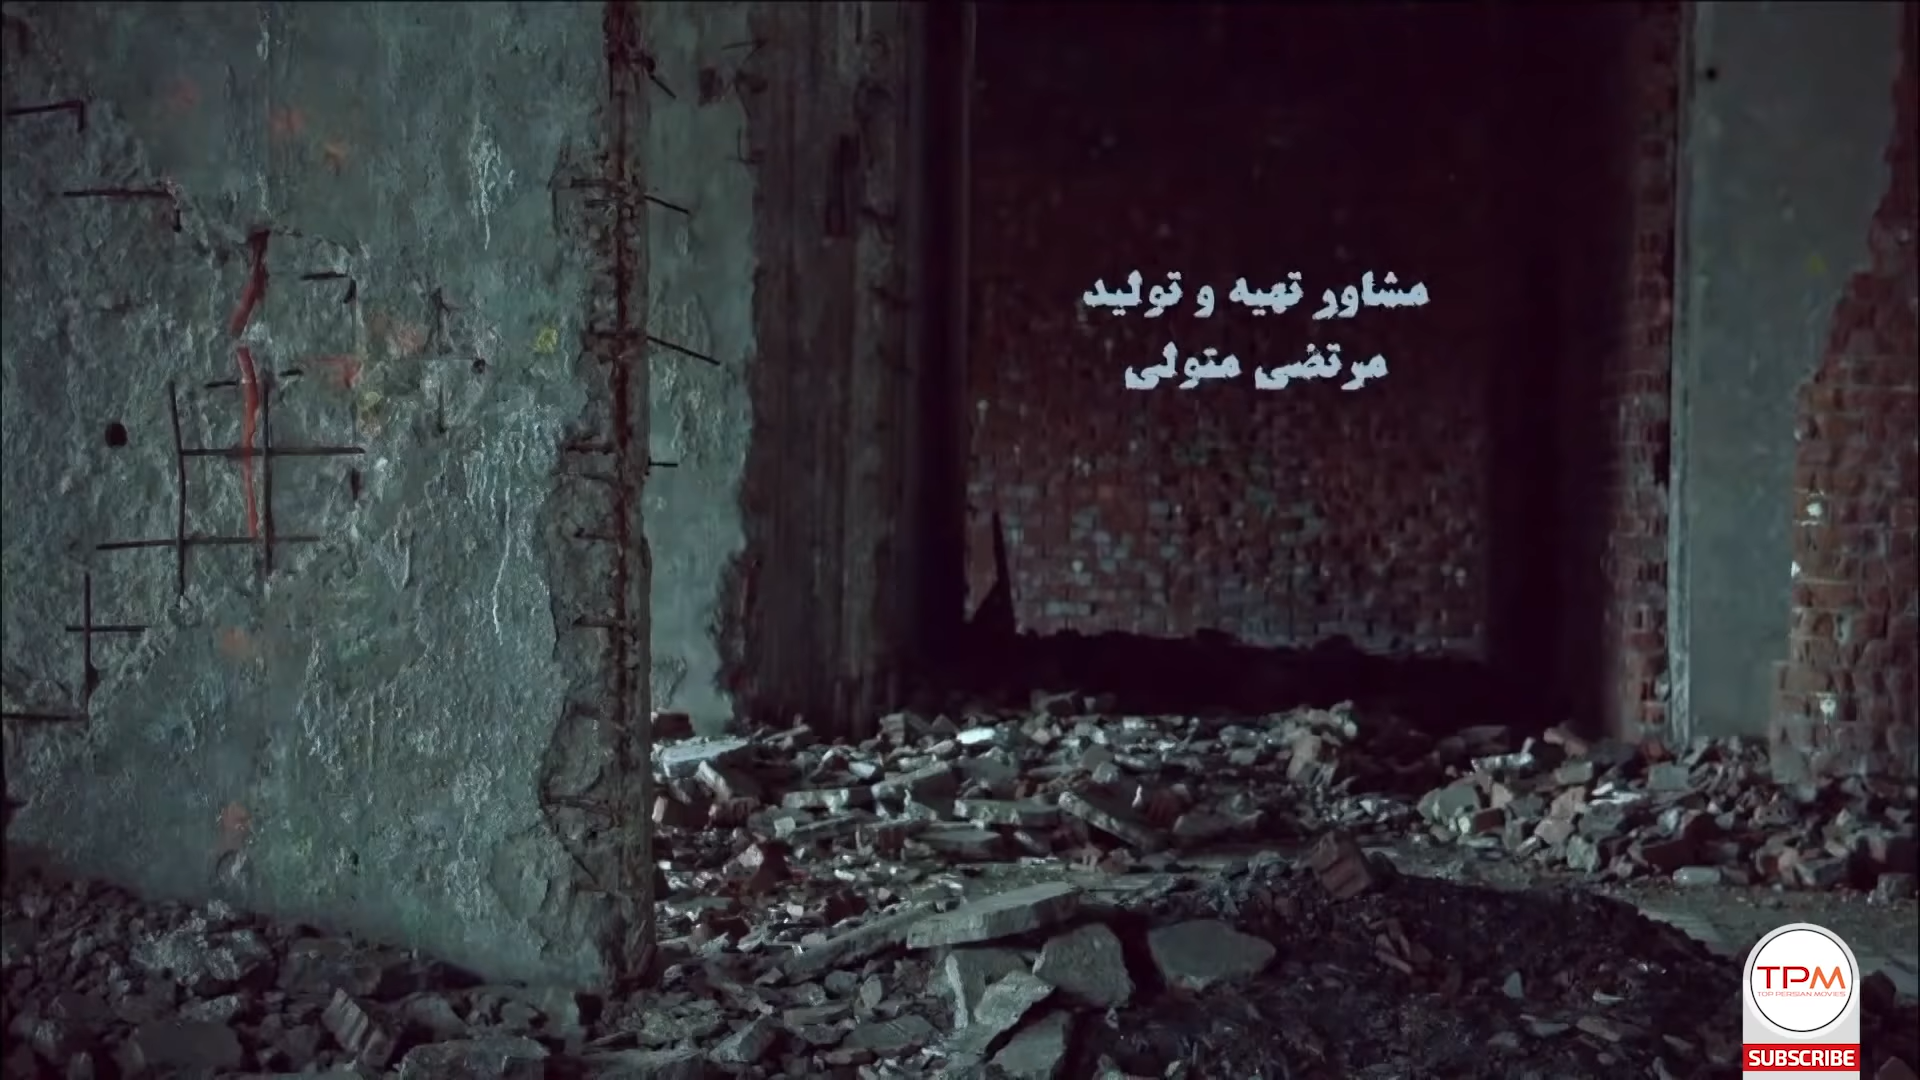 مشاور تهیه و تولید
مرتضی متولی
TPM
TOP PERSIAN MOVIES
SUBSCRIBE